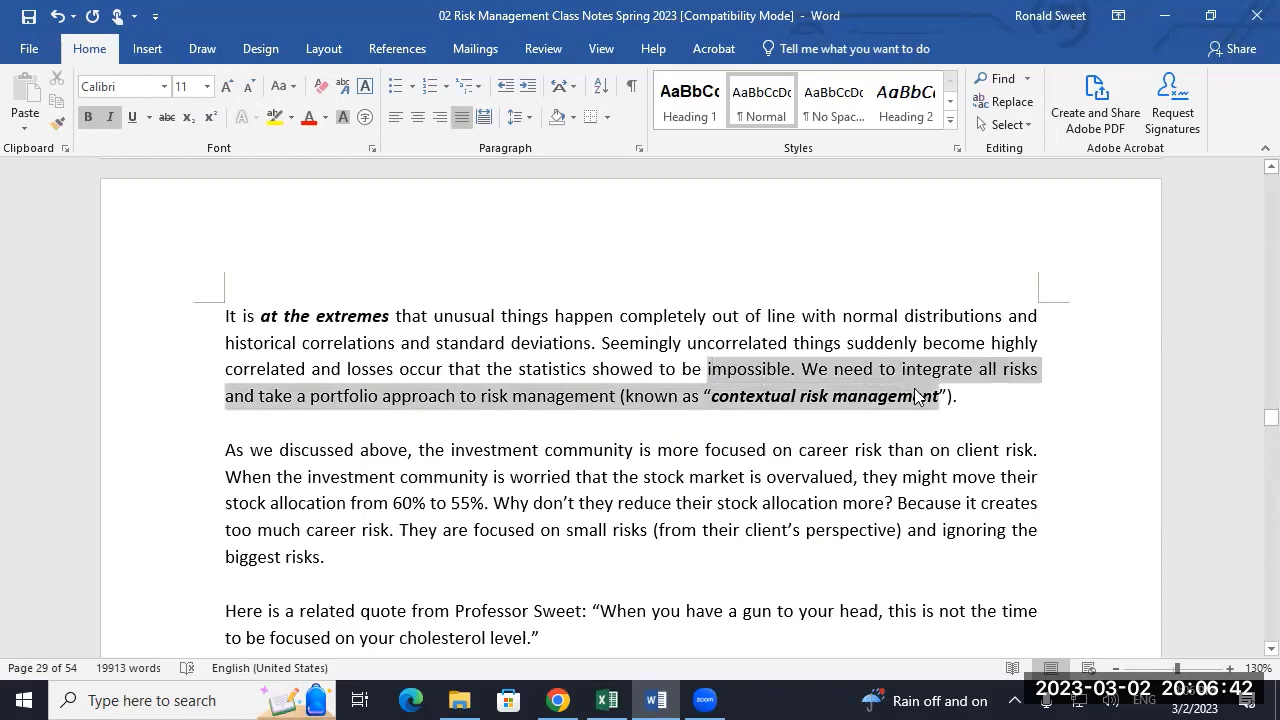 02 Risk Management Class Notes Spring 2023 [Compatibility Mode] - Word
Ronald Sweet
File Home Insert Draw Design Layout References Mailings Review View Help Acrobat Tell me what you want to do Share
Calibri 11 Find
Paste Replace
Select
AaBbCc AaBbCcDc AaBbCcDc AaBbC
Heading 1 ¶ Normal ¶ No Spac... Heading 2
Create and Share Adobe PDF
Request Signatures
Clipboard Font Paragraph Styles Editing Adobe Acrobat
It is at the extremes that unusual things happen completely out of line with normal distributions and
historical correlations and standard deviations. Seemingly uncorrelated things suddenly become highly
correlated and losses occur that the statistics showed to be impossible. We need to integrate all risks
and take a portfolio approach to risk management (known as “contextual risk management”).
As we discussed above, the investment community is more focused on career risk than on client risk.
When the investment community is worried that the stock market is overvalued, they might move their
stock allocation from 60% to 55%. Why don’t they reduce their stock allocation more? Because it creates
too much career risk. They are focused on small risks (from their client’s perspective) and ignoring the
biggest risks.
Here is a related quote from Professor Sweet: “When you have a gun to your head, this is not the time
to be focused on your cholesterol level.”
Page 29 of 54 19913 words English (United States) 130%
Type here to search Rain off and on ENG
2023-03-02 20:06:42
3/2/2023